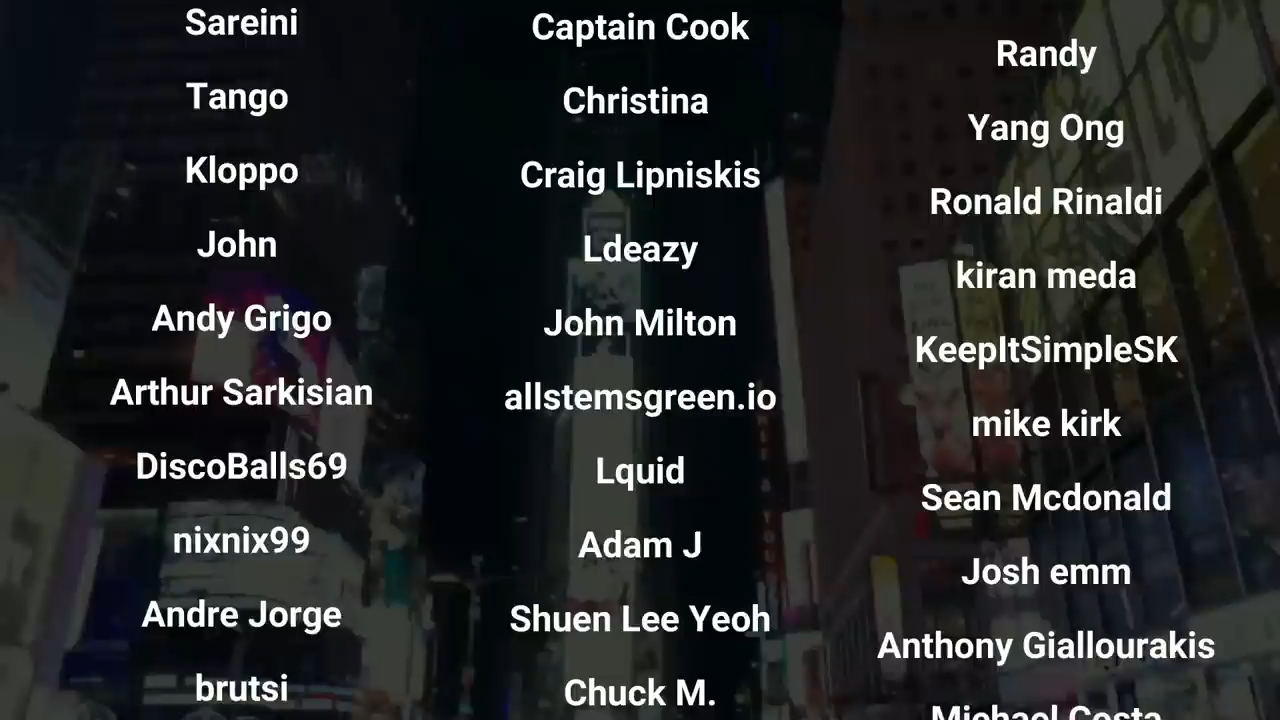 Sareini
Tango
Kloppo
John
Andy Grigo
Arthur Sarkisian
DiscoBalls69
nixnix99
Andre Jorge
brutsi
Captain Cook
Christina
Craig Lipniskis
Ldeazy
John Milton
allstemsgreen.io
Lquid
Adam J
Shuen Lee Yeoh
Chuck M.
Randy
Yang Ong
Ronald Rinaldi
kiran meda
KeepItSimpleSK
mike kirk
Sean Mcdonald
Josh emm
Anthony Giallourakis
Michael Costa